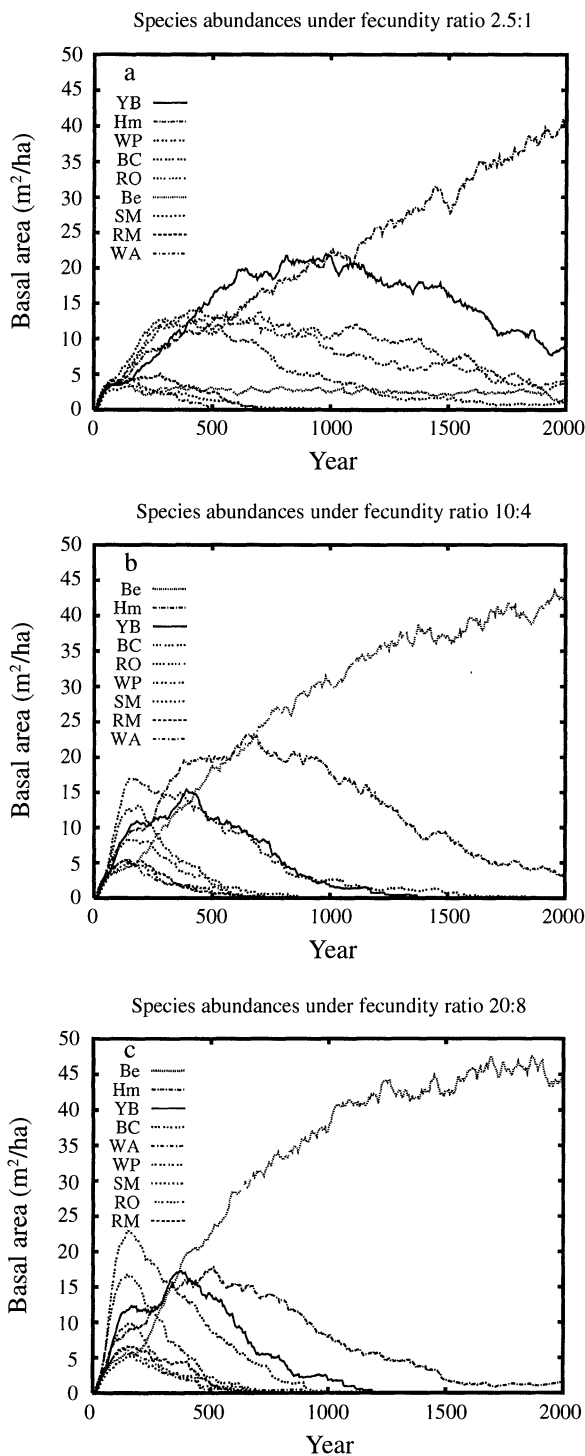 Species abundances under fecundity ratio 2.5:1
a
YB
Hm
WP
BC
RO
Be
SM
RM
WA
50
45
40
35
30
25
20
15
10
5
0
Basal area (m²/ha)
0 500 1000 1500 2000
Year
Species abundances under fecundity ratio 10:4
b
Be
Hm
YB
BC
RO
WP
SM
RM
WA
50
45
40
35
30
25
20
15
10
5
0
Basal area (m²/ha)
0 500 1000 1500 2000
Year
Species abundances under fecundity ratio 20:8
c
Be
Hm
YB
BC
WA
WP
SM
RO
RM
50
45
40
35
30
25
20
15
10
5
0
Basal area (m²/ha)
0 500 1000 1500 2000
Year